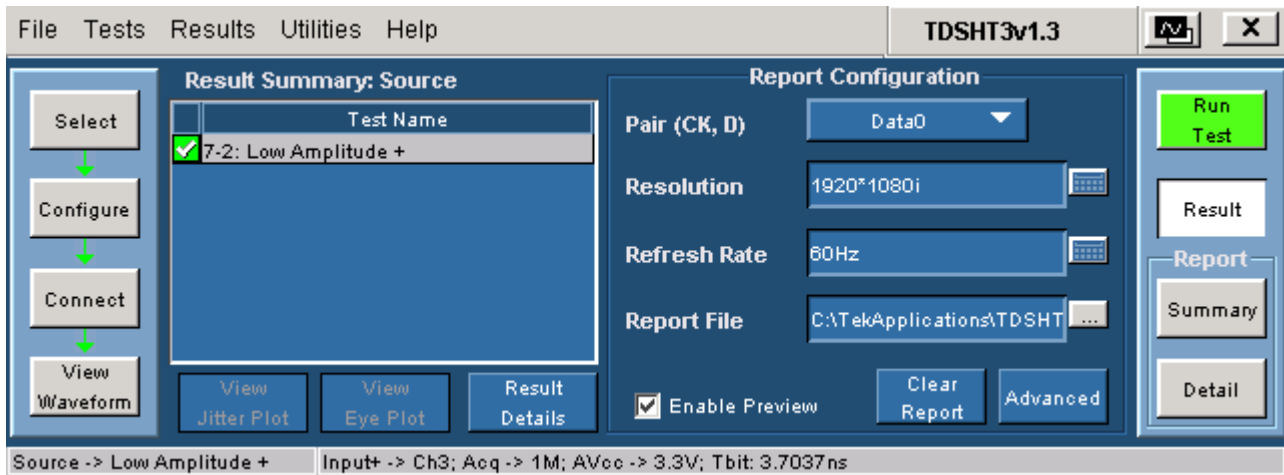 File Tests Results Utilities Help TDSHT3v1.3
Select
Configure
Connect
View
Waveform
Result Summary: Source
Test Name
7-2: Low Amplitude +
View
Jitter Plot
View
Eye Plot
Result
Details
Report Configuration
Pair (CK, D) Data0
Resolution 1920*1080i
Refresh Rate 60Hz
Report File C:\TekApplications\TDSHT ...
Enable Preview
Clear
Report
Advanced
Run
Test
Result
Report
Summary
Detail
Source -> Low Amplitude + Input+ -> Ch3; Acq -> 1M; AVcc -> 3.3V; Tbit: 3.7037ns